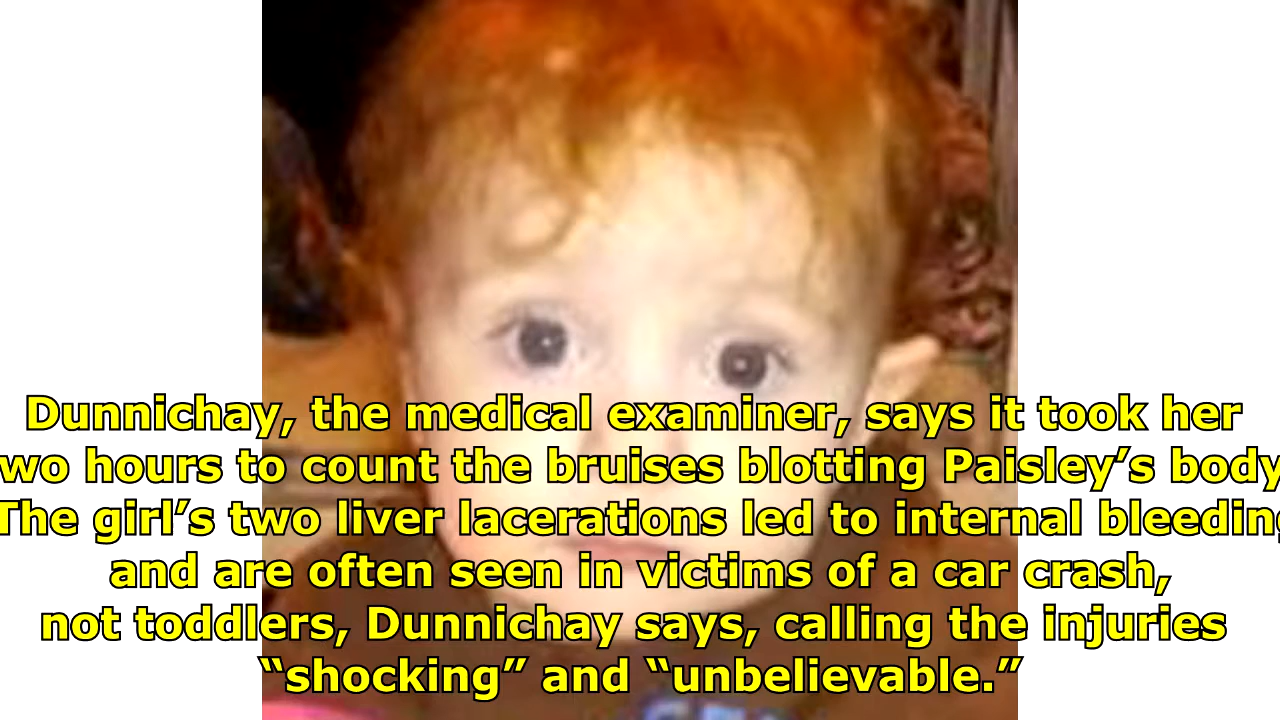 Dunnichay, the medical examiner, says it took her
wo hours to count the bruises blotting Paisley’s body
The girl’s two liver lacerations led to internal bleeding
and are often seen in victims of a car crash,
not toddlers, Dunnichay says, calling the injuries
“shocking” and “unbelievable.”